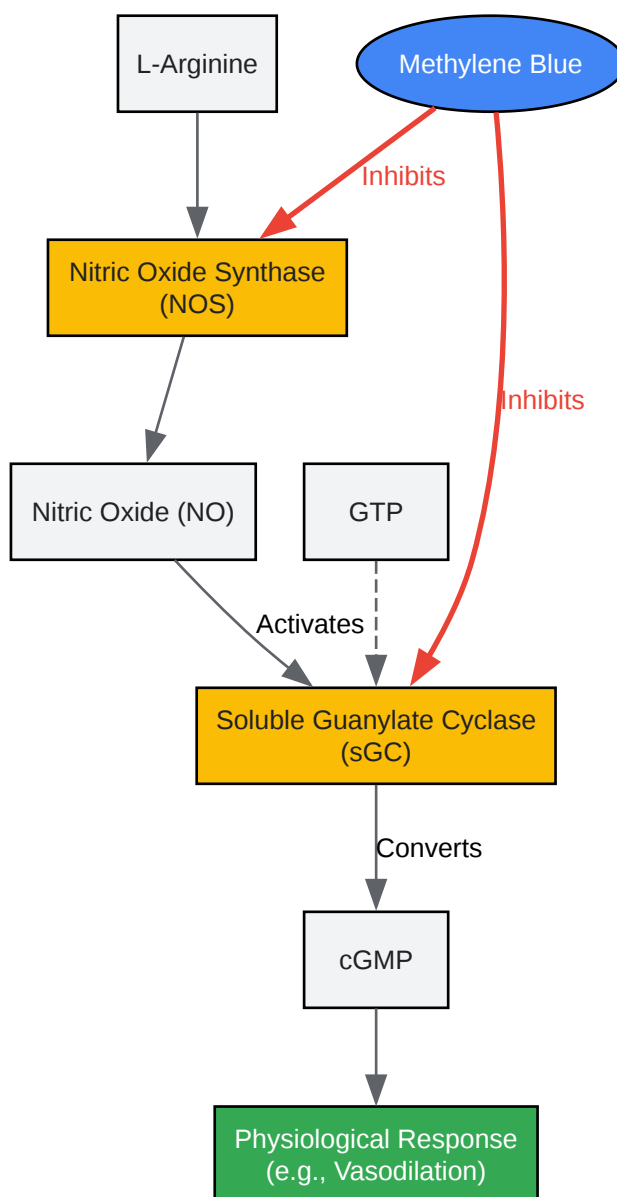 L-Arginine
Methylene Blue
Inhibits
Nitric Oxide Synthase
(NOS)
Inhibits
Nitric Oxide (NO)
GTP
Activates
Soluble Guanylate Cyclase
(sGC)
Converts
cGMP
Physiological Response
(e.g., Vasodilation)